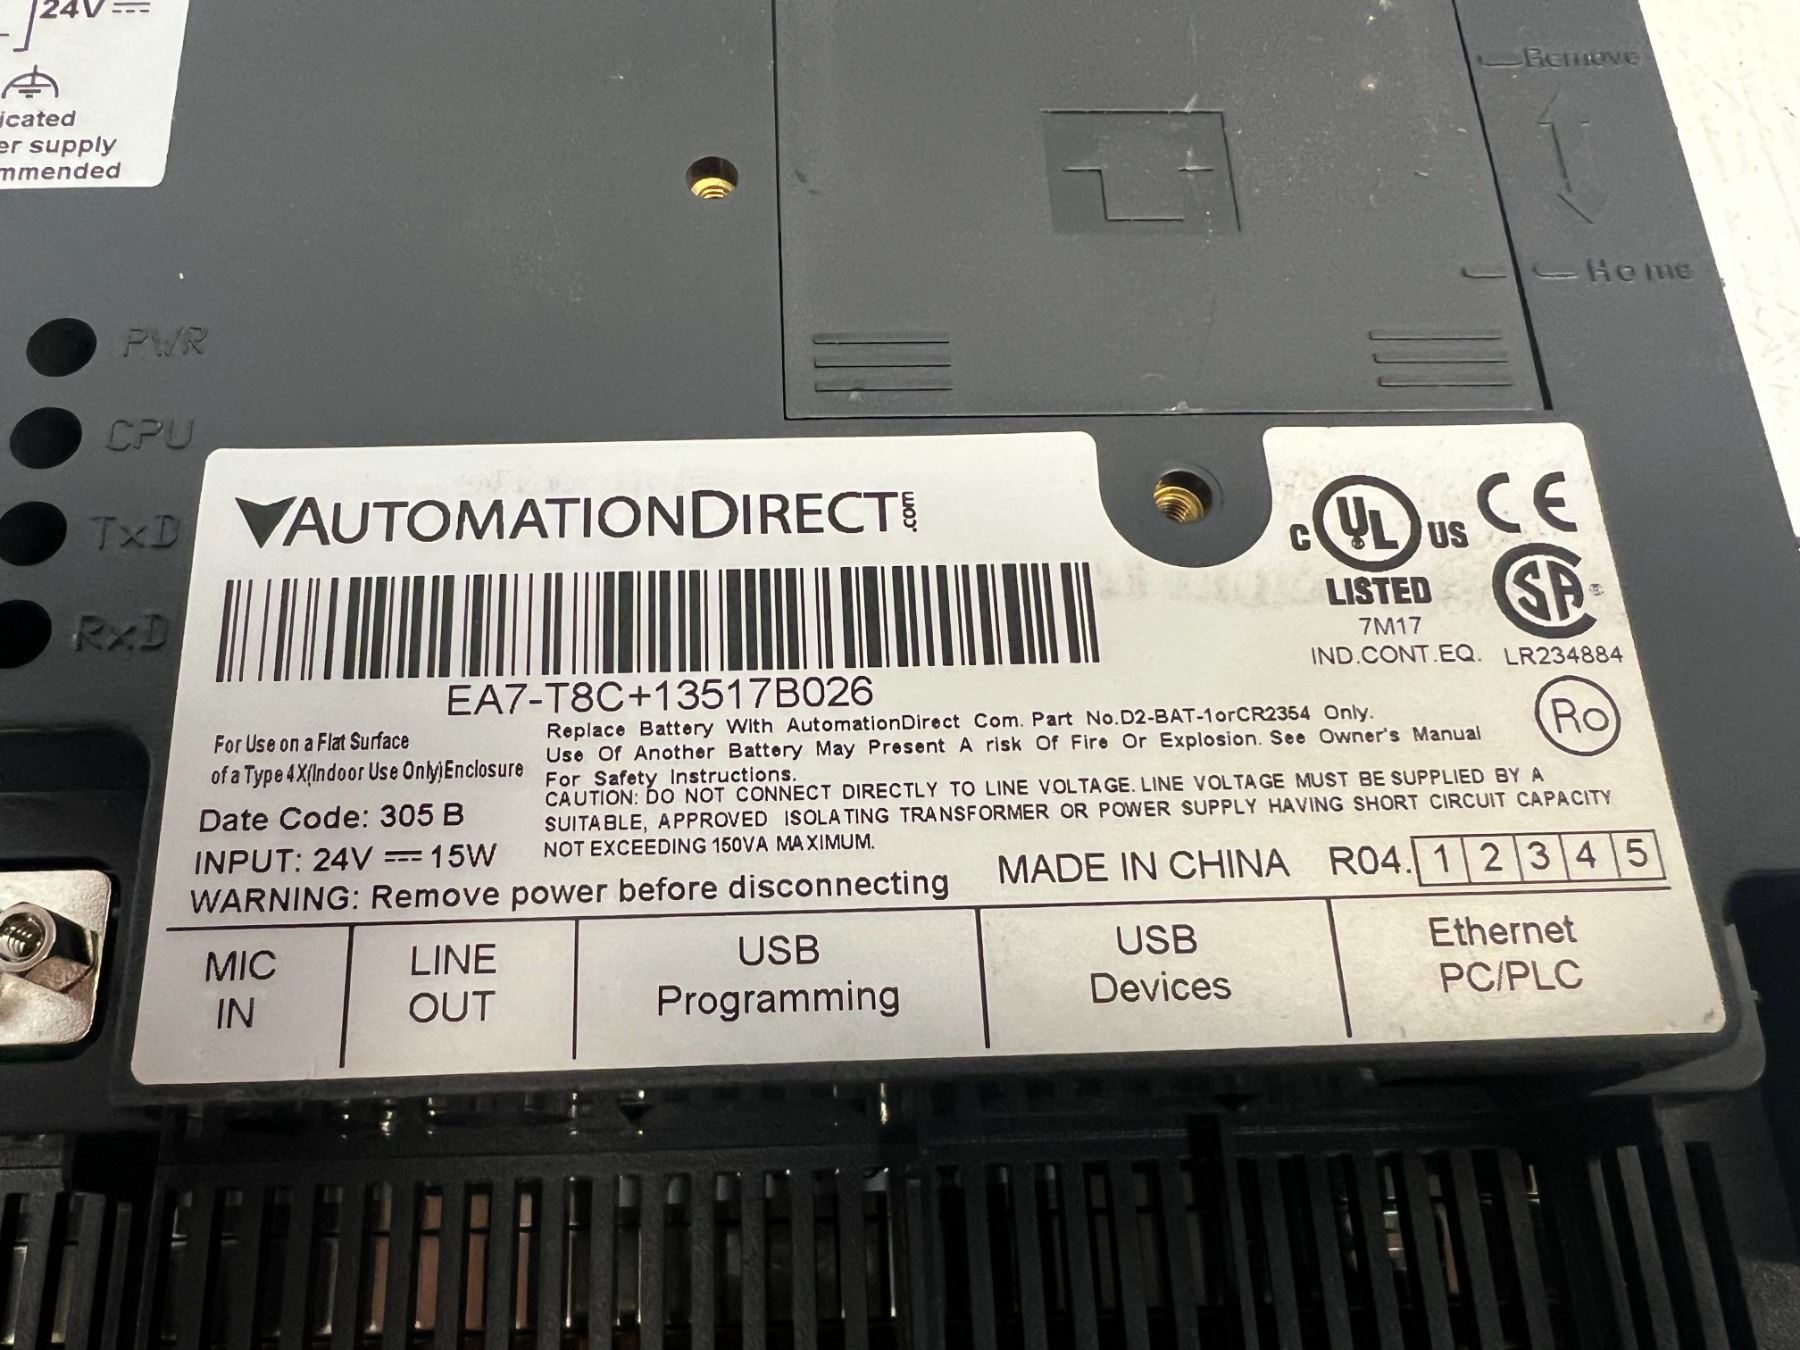 24V
icated
er supply
mmended
Remove
Home
PWR
CPU
TxD
RxD
AUTOMATIONDIRECT.com
C UL US
LISTED
7M17
IND.CONT.EQ.
CE
SA ®
LR234884
EA7-T8C+13517B026
For Use on a Flat Surface
of a Type 4X(Indoor Use Only)Enclosure
Replace Battery With AutomationDirect Com. Part No.D2-BAT-1orCR2354 Only.
Use Of Another Battery May Present A risk Of Fire Or Explosion. See Owner's Manual
For Safety Instructions.
CAUTION: DO NOT CONNECT DIRECTLY TO LINE VOLTAGE. LINE VOLTAGE MUST BE SUPPLIED BY A
SUITABLE, APPROVED ISOLATING TRANSFORMER OR POWER SUPPLY HAVING SHORT CIRCUIT CAPACITY
NOT EXCEEDING 150VA MAXIMUM.
Ro
Date Code: 305 B
INPUT: 24V ⎓ 15W
MADE IN CHINA R04. 1 2 3 4 5
WARNING: Remove power before disconnecting
MIC
IN
LINE
OUT
USB
Programming
USB
Devices
Ethernet
PC/PLC